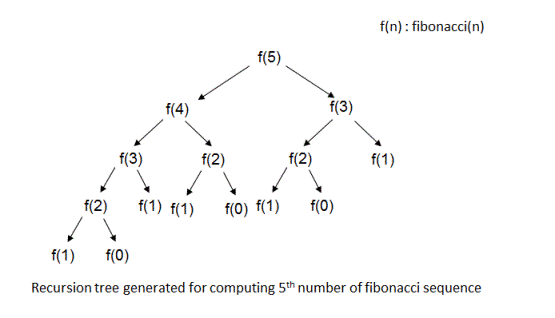 f(n) : fibonacci(n)
f(5)
f(4) f(3)
f(3) f(2) f(2) f(1)
f(2) f(1) f(1) f(0) f(1) f(0)
f(1) f(0)
Recursion tree generated for computing 5th number of fibonacci sequence